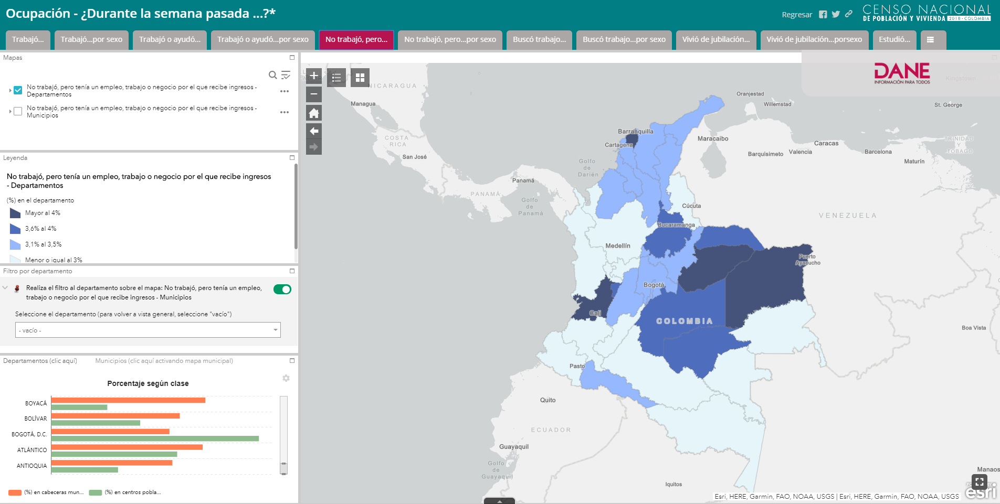 Ocupación - ¿Durante la semana pasada ...?*
Regresar
CENSO NACIONAL
DE POBLACIÓN Y VIVIENDA 2018 - COLOMBIA
Trabajó...
Trabajó...por sexo
Trabajó o ayudó...
Trabajó o ayudó...por sexo
No trabajó, pero...
No trabajó, pero...por sexo
Buscó trabajo...
Buscó trabajo...por sexo
Vivió de jubilación...
Vivió de jubilación...porsexo
Estudió...
Mapas
No trabajó, pero tenía un empleo, trabajo o negocio por el que recibe ingresos -
Departamentos
No trabajó, pero tenía un empleo, trabajo o negocio por el que recibe ingresos -
Municipios
Leyenda
No trabajó, pero tenía un empleo, trabajo o negocio por el que recibe ingresos
- Departamentos
(%) en el departamento
Mayor al 4%
3,6% al 4%
3,1% al 3,5%
Menor o igual al 3%
Filtro por departamento
Realiza el filtro al departamento sobre el mapa: No trabajó, pero tenía un empleo,
trabajo o negocio por el que recibe ingresos - Municipios
Seleccione el departamento (para volver a vista general, seleccione "vacío")
- vacío -
Departamentos (clic aquí)
Municipios (clic aquí activando mapa municipal)
Porcentaje según clase
BOYACÁ
BOLÍVAR
BOGOTÁ, D.C.
ATLÁNTICO
ANTIOQUIA
(%) en cabeceras mun...
(%) en centros pobla...
DANE
INFORMACIÓN PARA TODOS
Kingstown
NICARAGUA
Managua
COSTA
RICA
San José
Oranjestad
Willemstad
St. George
Barranquilla
Cartagena
Maracaibo
Caracas
TRINIDAD
Y
TOBAGO
Barquisimeto
Valencia
Barcelona
Maturín
Golfo
de
Darién
Panamá
PANAMÁ
Golfo
de
Panamá
Cúcuta
VENEZUELA
Bucaramanga
Medellín
Puerto
Ayacucho
Bogotá
Cali
COLOMBIA
Boa Vista
Pasto
Quito
ECUADOR
Guayaquil
Golfo
de
Guayaquil
Iquitos
Manaos
esri
Esri, HERE, Garmin, FAO, NOAA, USGS | Esri, HERE, Garmin, FAO, NOAA, USGS